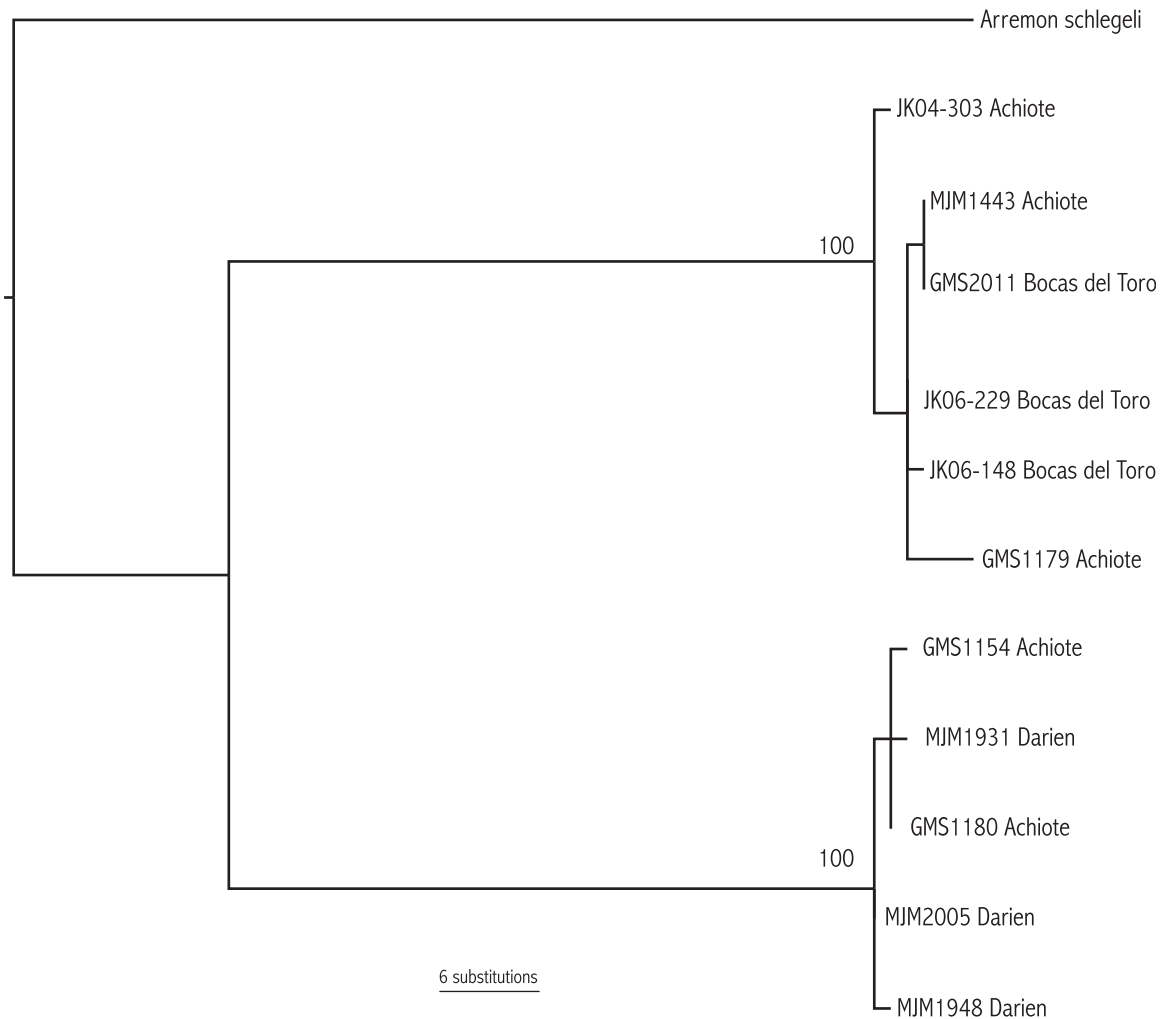 Arremon schlegeli
JK04-303 Achiote
MJM1443 Achiote
100
GMS2011 Bocas del Toro
JK06-229 Bocas del Toro
JK06-148 Bocas del Toro
GMS1179 Achiote
GMS1154 Achiote
MJM1931 Darien
GMS1180 Achiote
100
MJM2005 Darien
6 substitutions
MJM1948 Darien